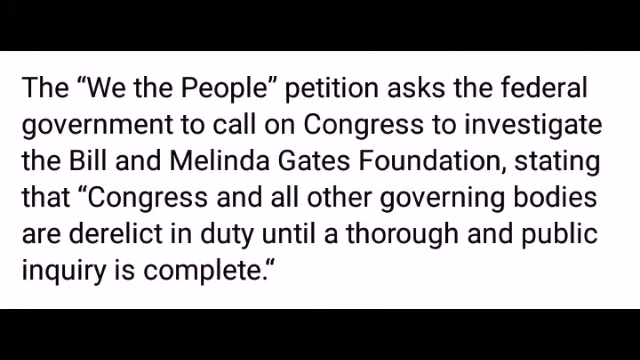 The “We the People” petition asks the federal
government to call on Congress to investigate
the Bill and Melinda Gates Foundation, stating
that “Congress and all other governing bodies
are derelict in duty until a thorough and public
inquiry is complete.“